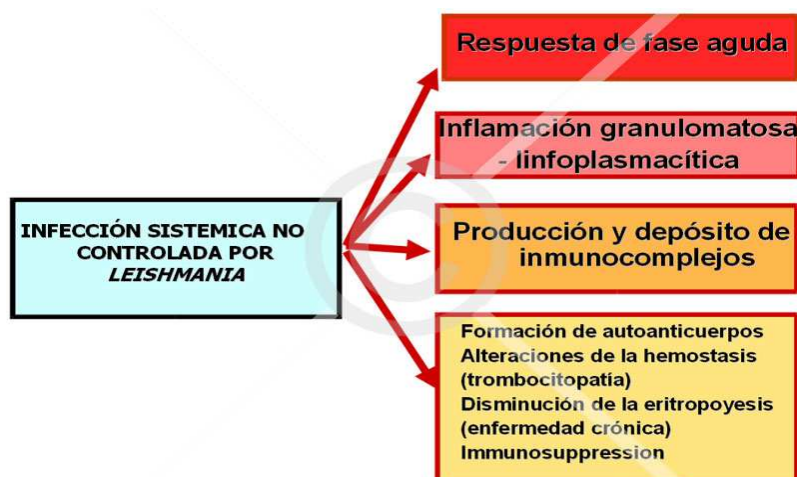 Respuesta de fase aguda
Inflamación granulomatosa
- linfoplasmacítica
INFECCIÓN SISTEMICA NO
CONTROLADA POR
LEISHMANIA
Producción y depósito de
inmunocomplejos
Formación de autoanticuerpos
Alteraciones de la hemostasis
(trombocitopatía)
Disminución de la eritropoyesis
(enfermedad crónica)
Immunosuppression